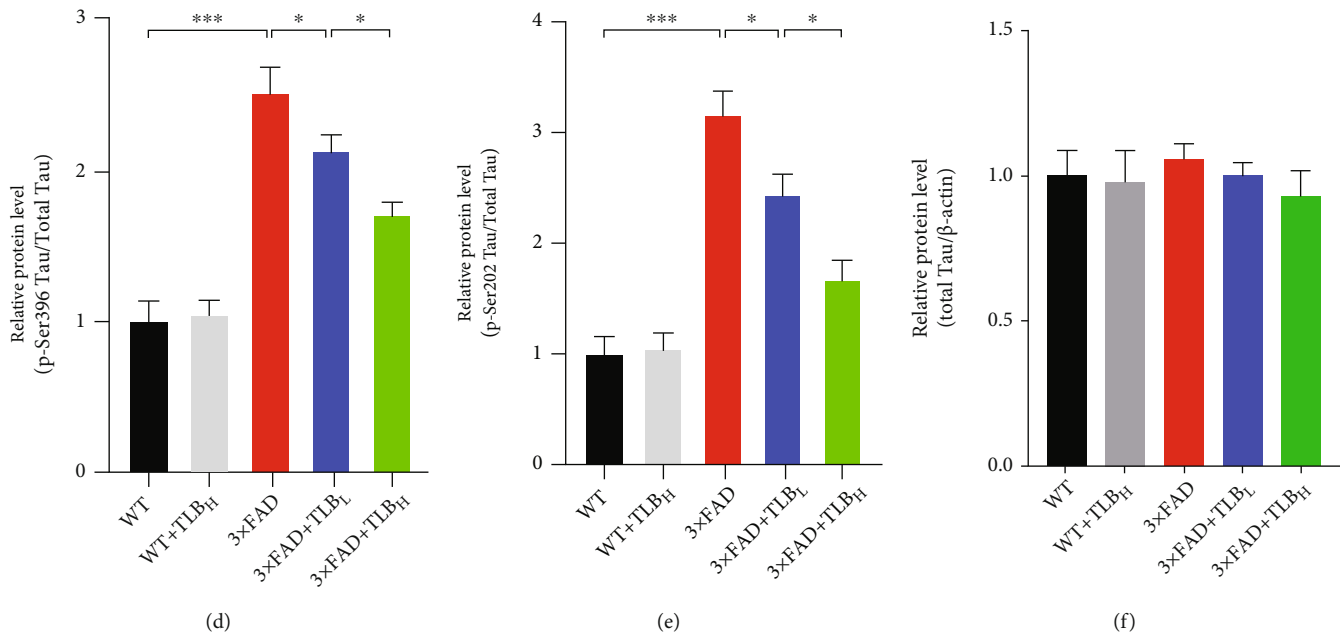 3
***
*
*
2
1
0
Relative protein level
(p-Ser396 Tau/Total Tau)
WT
WT+TLBH
3×FAD
3×FAD+TLBL
3×FAD+TLBH
(d)
4
***
*
*
3
2
1
0
Relative protein level
(p-Ser202 Tau/Total Tau)
WT
WT+TLBH
3×FAD
3×FAD+TLBL
3×FAD+TLBH
(e)
1.5
1.0
0.5
0.0
Relative protein level
(total Tau/β-actin)
WT
WT+TLBH
3×FAD
3×FAD+TLBL
3×FAD+TLBH
(f)